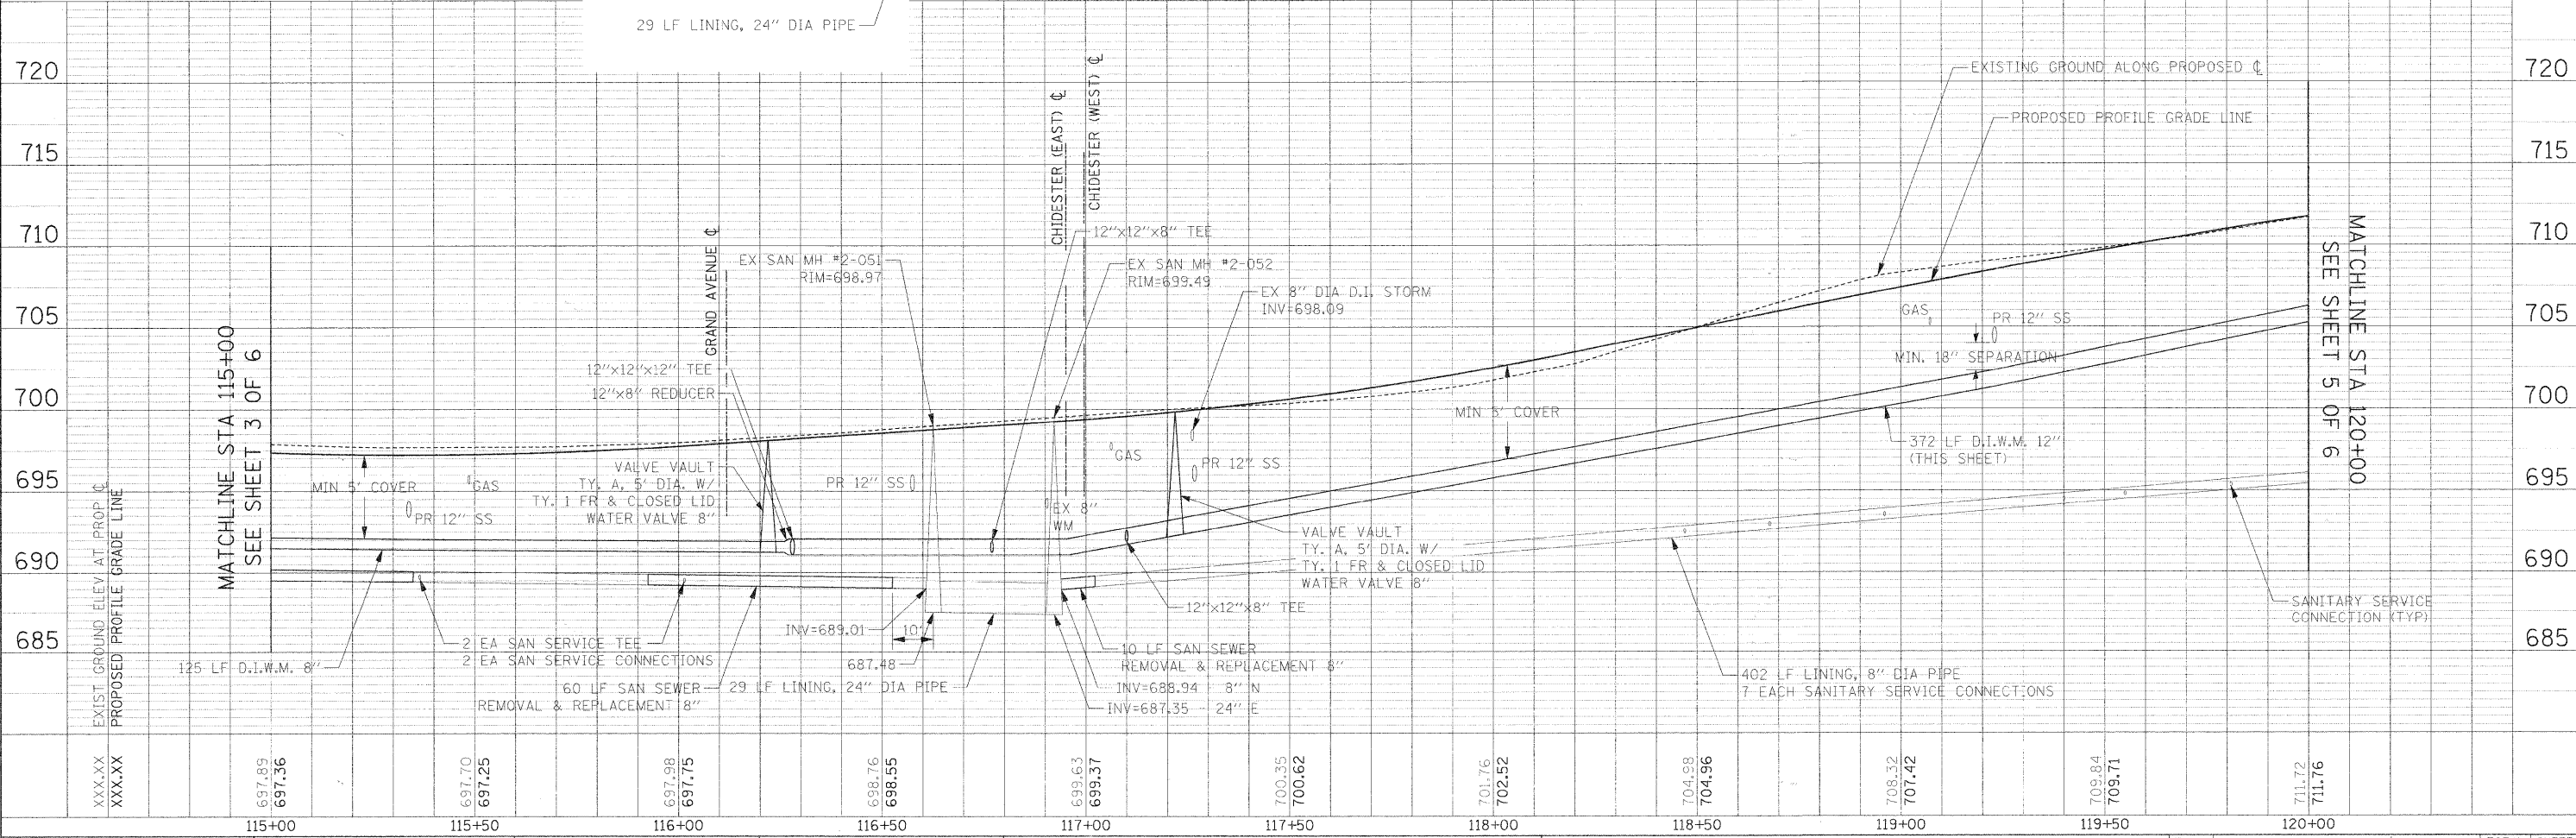 29 LF LINING, 24" DIA PIPE
720
715
710
705
700
695
690
685
720
715
710
705
700
695
690
685
MATCHLINE STA 115+00
SEE SHEET 3 OF 6
EXIST GROUND ELEV AT PROP ℄
PROPOSED PROFILE GRADE LINE
XXX.XX
XXX.XX
GRAND AVENUE ℄
CHIDESTER (EAST) ℄
CHIDESTER (WEST) ℄
EXISTING GROUND ALONG PROPOSED ℄
PROPOSED PROFILE GRADE LINE
12"x12"x8" TEE
EX SAN MH #2-051
RIM=698.97
EX SAN MH #2-052
RIM=699.49
EX 8" DIA D.I. STORM
INV=698.09
12"x12"x12" TEE
12"x8" REDUCER
MIN 5' COVER
GAS
PR 12" SS
VALVE VAULT
TY. A, 5' DIA. W/
TY. 1 FR & CLOSED LID
WATER VALVE 8"
PR 12" SS
EX 8"
WM
GAS
PR 12" SS
VALVE VAULT
TY. A, 5' DIA. W/
TY. 1 FR & CLOSED LID
WATER VALVE 8"
12"x12"x8" TEE
MIN 5' COVER
GAS
PR 12" SS
MIN. 18" SEPARATION
372 LF D.I.W.M. 12"
(THIS SHEET)
MATCHLINE STA 120+00
SEE SHEET 5 OF 6
SANITARY SERVICE
CONNECTION (TYP)
125 LF D.I.W.M. 8"
2 EA SAN SERVICE TEE
2 EA SAN SERVICE CONNECTIONS
60 LF SAN SEWER
REMOVAL & REPLACEMENT 8"
INV=689.01
10'
687.48
29 LF LINING, 24" DIA PIPE
10 LF SAN SEWER
REMOVAL & REPLACEMENT 8"
INV=688.94 - 8" N
INV=687.35 - 24" E
402 LF LINING, 8" DIA PIPE
7 EACH SANITARY SERVICE CONNECTIONS
697.89
697.36
697.70
697.25
697.98
697.75
698.76
698.55
699.63
699.37
700.35
700.62
701.76
702.52
704.98
704.96
708.32
707.42
709.84
709.71
711.72
711.76
115+00
115+50
116+00
116+50
117+00
117+50
118+00
118+50
119+00
119+50
120+00